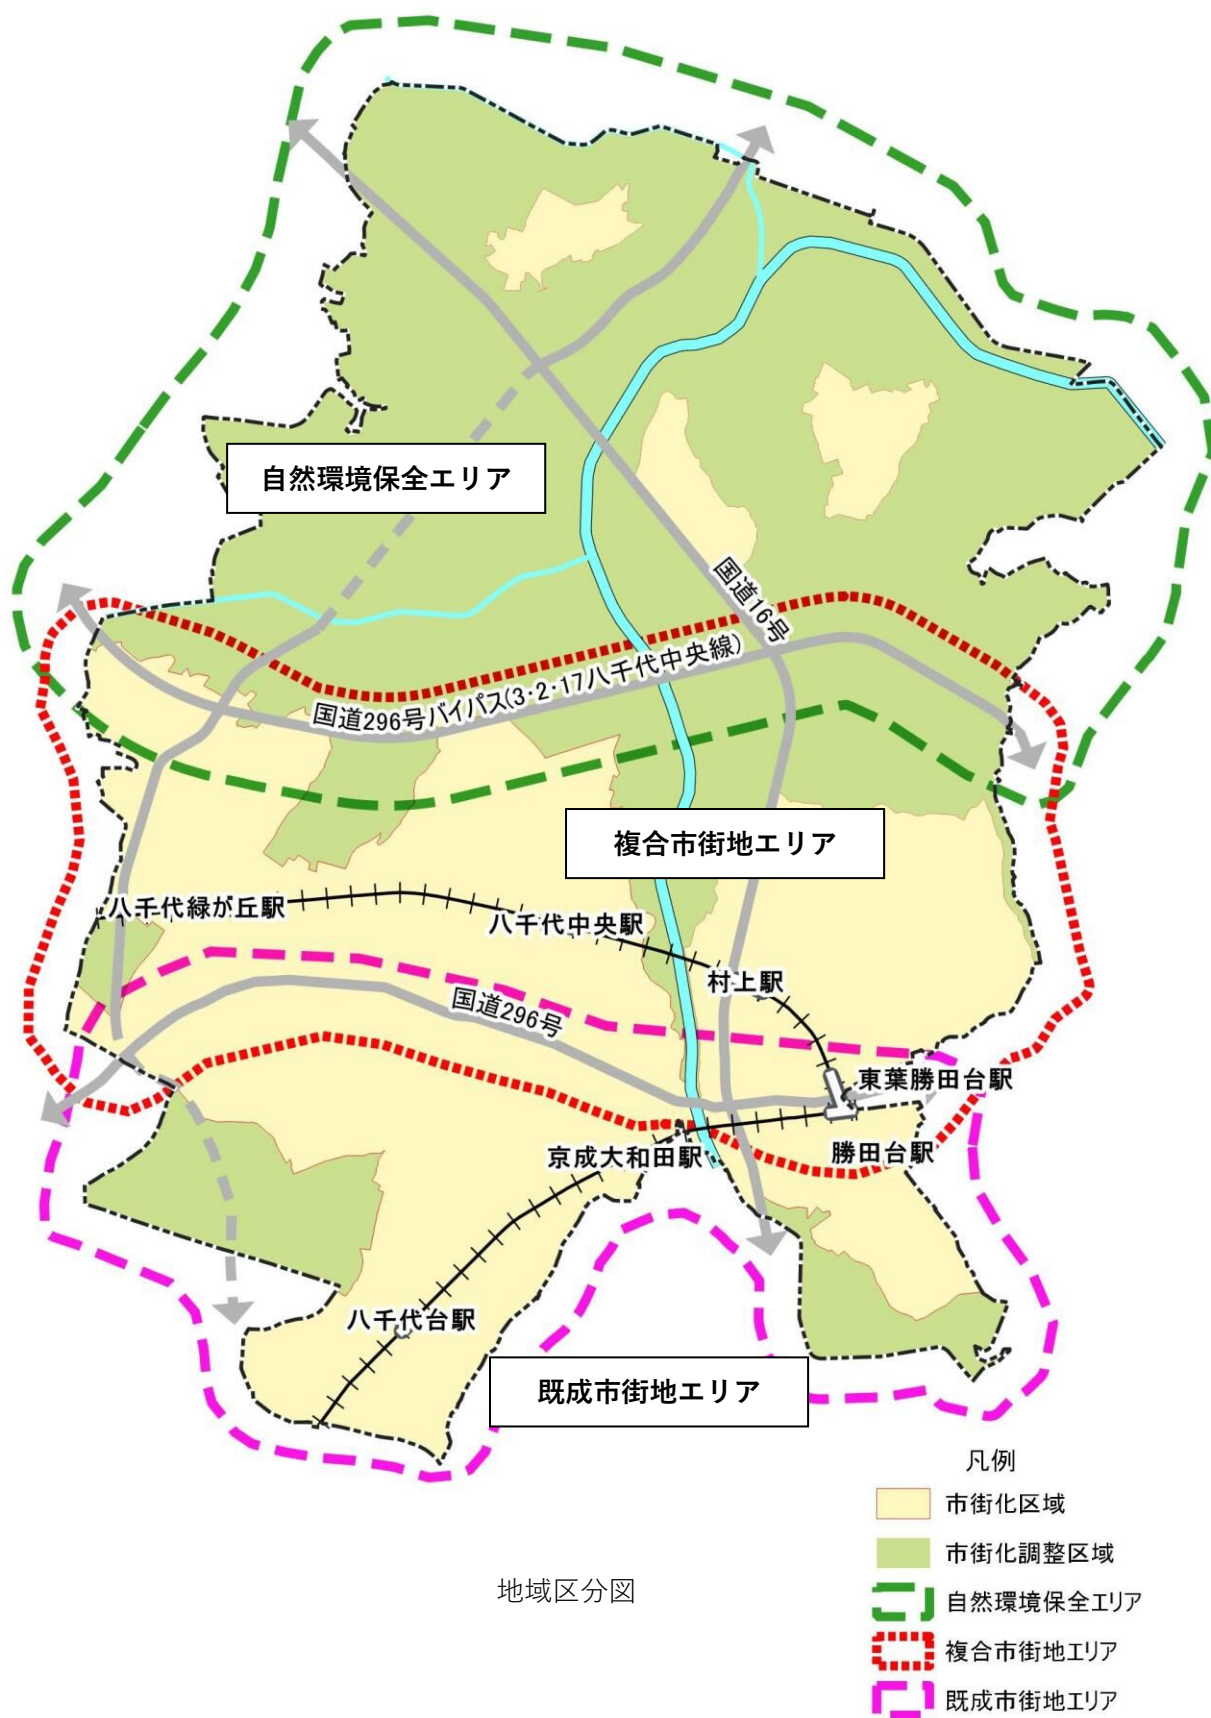 自然環境保全エリア
国道16号
国道296号バイパス(3・2・17八千代中央線)
複合市街地エリア
八千代緑が丘駅
八千代中央駅
村上駅
国道296号
東葉勝田台駅
勝田台駅
京成大和田駅
八千代台駅
既成市街地エリア
凡例
市街化区域
市街化調整区域
自然環境保全エリア
複合市街地エリア
既成市街地エリア
地域区分図